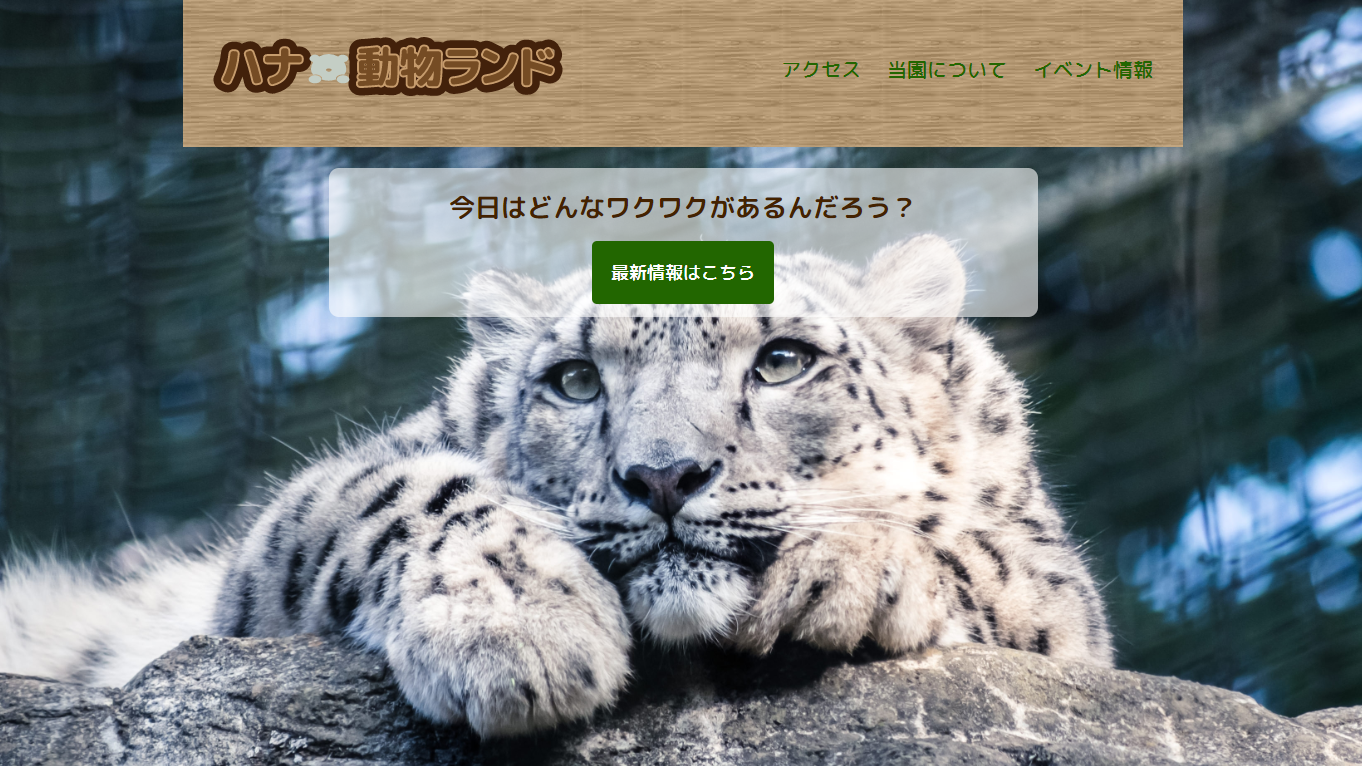 ハナ動物ランド
アクセス 当園について イベント情報
今日はどんなワクワクがあるんだろう？
最新情報はこちら